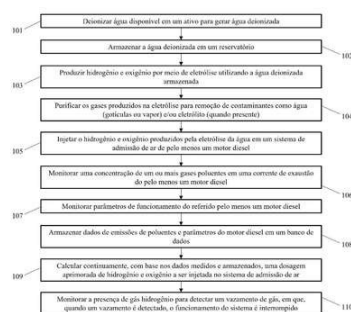 Deionizar água disponível em um ativo para gerar água deionizada
101
Armazenar a água deionizada em um reservatório
102
Produzir hidrogênio e oxigênio por meio de eletrólise utilizando a água deionizada
armazenada
103
Purificar os gases produzidos na eletrólise para remoção de contaminantes como água
(gotículas ou vapor) e/ou eletrólito (quando presente)
104
Injetar o hidrogênio e oxigênio produzidos pela eletrólise da água em um sistema de
admissão de ar de pelo menos um motor diesel
105
Monitorar uma concentração de um ou mais gases poluentes em uma corrente de exaustão
do pelo menos um motor diesel
106
Monitorar parâmetros de funcionamento do referido pelo menos um motor diesel
107
Armazenar dados de emissões de poluentes e parâmetros do motor diesel em um banco de
dados
108
Calcular continuamente, com base nos dados medidos e armazenados, uma dosagem
aprimorada de hidrogênio e oxigênio a ser injetada no sistema de admissão de ar
109
Monitorar a presença de gás hidrogênio para detectar um vazamento de gás, em que,
quando um vazamento é detectado, o funcionamento do sistema é interrompido
110